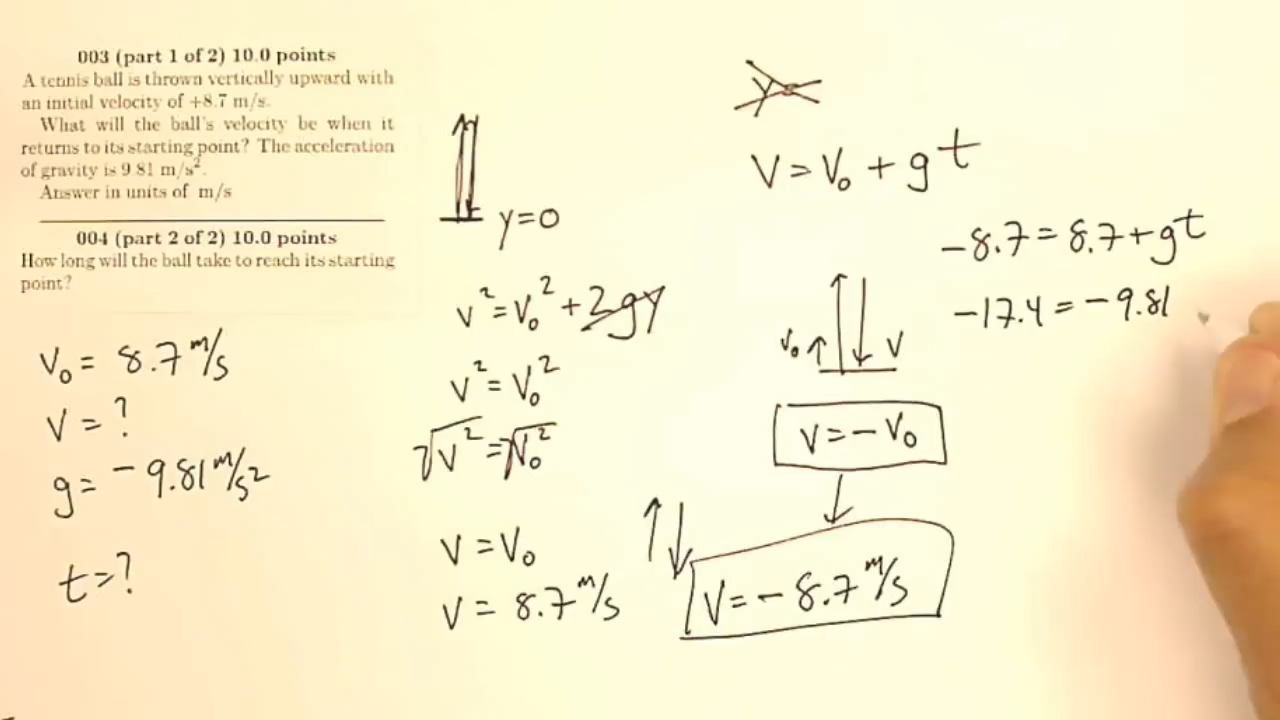 003 (part 1 of 2) 10.0 points
A tennis ball is thrown vertically upward with
an initial velocity of +8.7 m/s.
What will the ball's velocity be when it
returns to its starting point? The acceleration
of gravity is 9.81 m/s².
Answer in units of m/s
004 (part 2 of 2) 10.0 points
How long will the ball take to reach its starting
point?
V₀ = 8.7 m/s
V = ?
g = -9.81 m/s²
t = ?
y=0
V² = V₀² + 2gy
V² = V₀²
√V² = √V₀²
V = V₀
V = 8.7 m/s
V = V₀ + gt
V₀
V
V = -V₀
V = -8.7 m/s
-8.7 = 8.7 + gt
-17.4 = -9.81